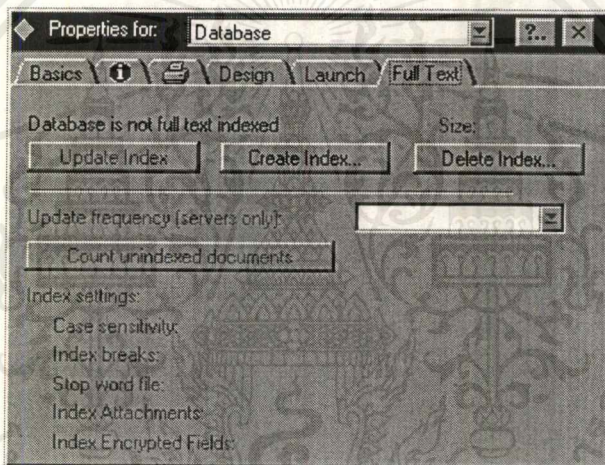 Properties for: Database ?..
Basics Design Launch Full Text
Database is not full text indexed Size:
Update Index Create Index... Delete Index...
Update frequency (servers only):
Count unindexed documents
Index settings:
Case sensitivity:
Index breaks:
Stop word file:
Index Attachments:
Index Encrypted Fields: